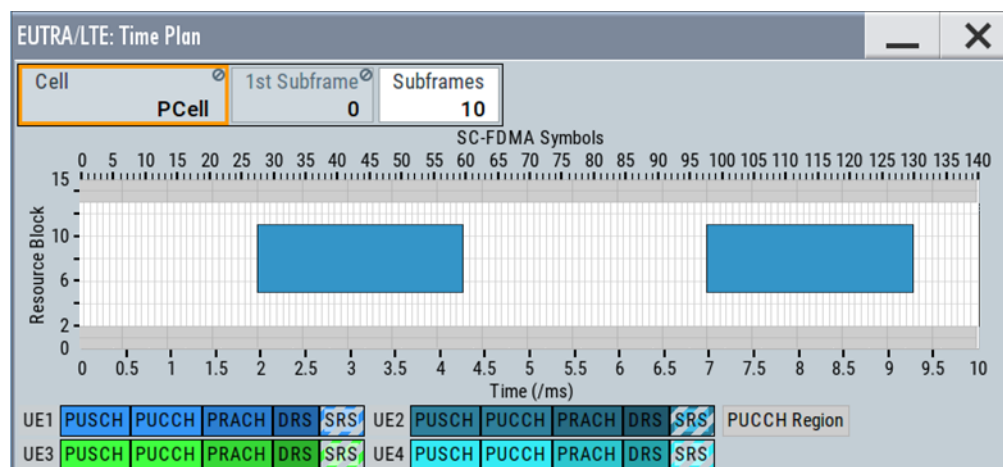 EUTRA/LTE: Time Plan
Cell 1st Subframe Subframes
PCell 0 10
SC-FDMA Symbols
0 5 10 15 20 25 30 35 40 45 50 55 60 65 70 75 80 85 90 95 100 105 110 115 120 125 130 135 140
15
10
6
2
0
Resource Block
0 0.5 1 1.5 2 2.5 3 3.5 4 4.5 5 5.5 6 6.5 7 7.5 8 8.5 9 9.5 10
Time (/ms)
UE1 PUSCH PUCCH PRACH DRS SRS UE2 PUSCH PUCCH PRACH DRS SRS PUCCH Region
UE3 PUSCH PUCCH PRACH DRS SRS UE4 PUSCH PUCCH PRACH DRS SRS